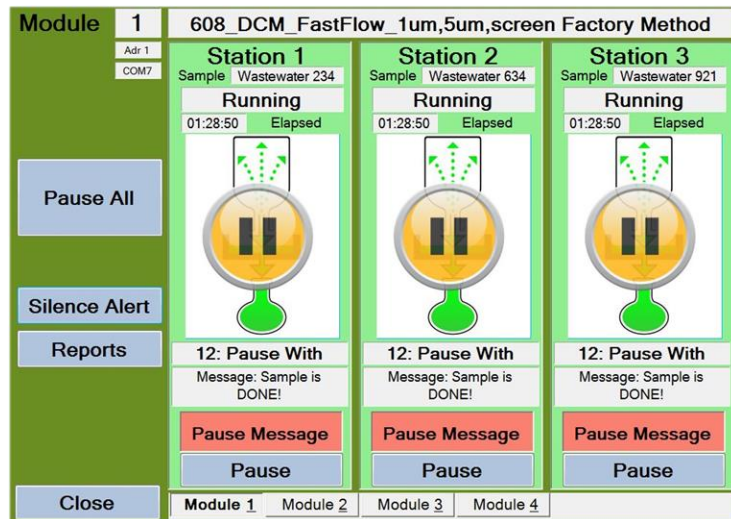 Module 1
Adr 1
COM7
Pause All
Silence Alert
Reports
Close
608_DCM_FastFlow_1um,5um,screen Factory Method
Station 1
Sample Wastewater 234
Running
01:28:50 Elapsed
12: Pause With
Message: Sample is
DONE!
Pause Message
Pause
Station 2
Sample Wastewater 634
Running
01:28:50 Elapsed
12: Pause With
Message: Sample is
DONE!
Pause Message
Pause
Station 3
Sample Wastewater 921
Running
01:28:50 Elapsed
12: Pause With
Message: Sample is
DONE!
Pause Message
Pause
Module 1 Module 2 Module 3 Module 4